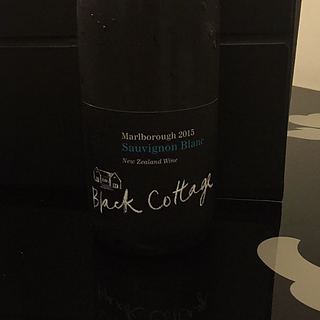 Marlborough 2015
Sauvignon Blanc
New Zealand Wine
Black Cottage